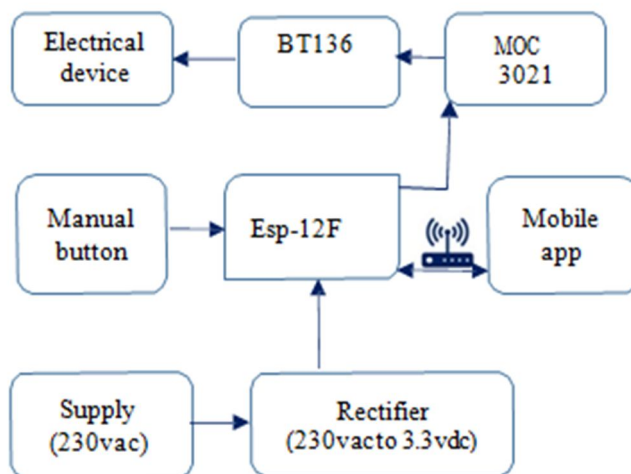 Electrical
device
BT136
MOC
3021
Manual
button
Esp-12F
Mobile
app
Supply
(230vac)
Rectifier
(230vacto 3.3vdc)